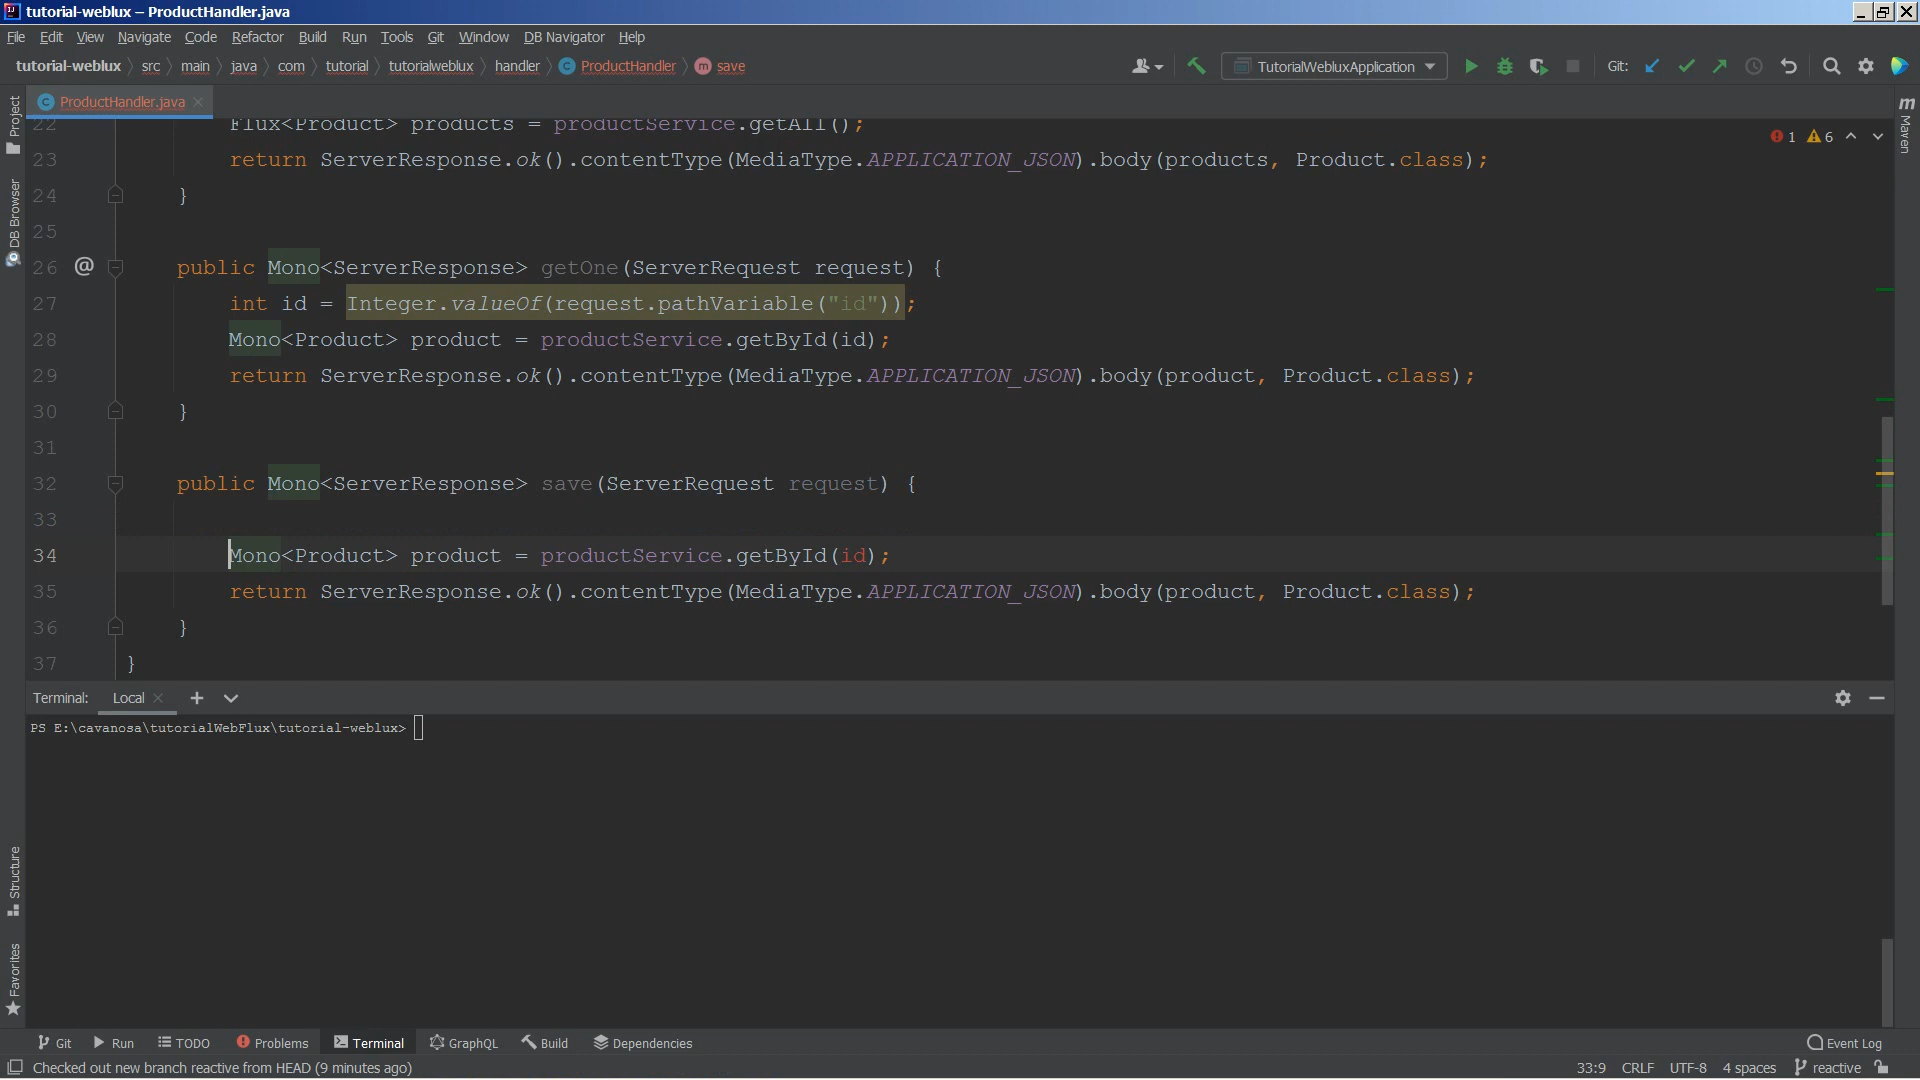 tutorial-weblux – ProductHandler.java
File Edit View Navigate Code Refactor Build Run Tools Git Window DB Navigator Help
tutorial-weblux src main java com tutorial tutorialweblux handler ProductHandler save TutorialWebluxApplication Git:
ProductHandler.java
22 Flux<Product> products = productService.getAll();
23 return ServerResponse.ok().contentType(MediaType.APPLICATION_JSON).body(products, Product.class);
24 }
25
26 @ public Mono<ServerResponse> getOne(ServerRequest request) {
27 int id = Integer.valueOf(request.pathVariable("id"));
28 Mono<Product> product = productService.getById(id);
29 return ServerResponse.ok().contentType(MediaType.APPLICATION_JSON).body(product, Product.class);
30 }
31
32 public Mono<ServerResponse> save(ServerRequest request) {
33
34 Mono<Product> product = productService.getById(id);
35 return ServerResponse.ok().contentType(MediaType.APPLICATION_JSON).body(product, Product.class);
36 }
37 }
1 6
Project
DB Browser
Structure
Favorites
m Maven
Terminal: Local
PS E:\cavanosa\tutorialWebFlux\tutorial-weblux>
Git Run TODO Problems Terminal GraphQL Build Dependencies Event Log
Checked out new branch reactive from HEAD (9 minutes ago) 33:9 CRLF UTF-8 4 spaces reactive